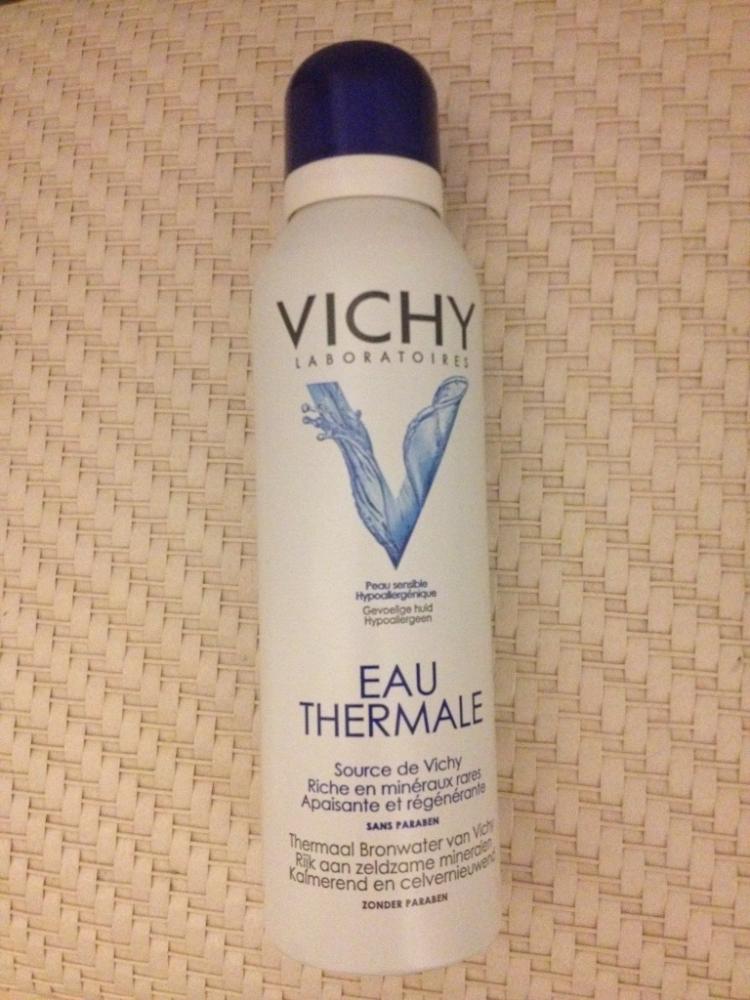 VICHY
LABORATOIRES
Peau sensible
Hypoallergénique
Gevoelige huid
Hypoallergeen
EAU
THERMALE
Source de Vichy
Riche en minéraux rares
Apaisante et régénérante
SANS PARABEN
Thermaal Bronwater van Vichy
Rijk aan zeldzame mineralen
Kalmerend en celvernieuwend
ZONDER PARABEN